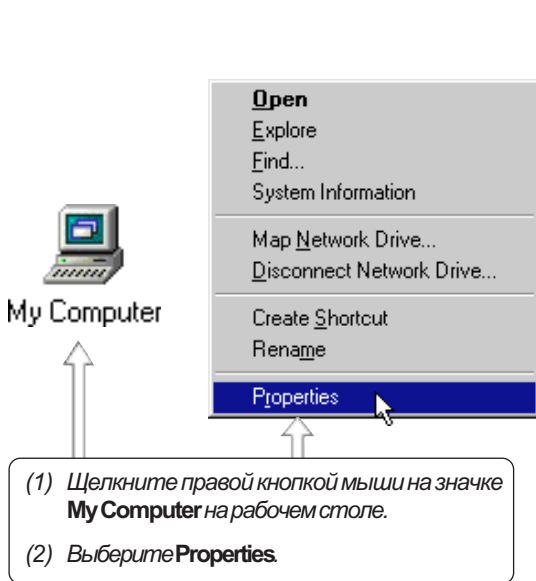 Open
Explore
Find...
System Information
Map Network Drive...
Disconnect Network Drive...
My Computer
Create Shortcut
Rename
Properties
(1) Щелкните правой кнопкой мыши на значке
My Computer на рабочем столе.
(2) Выберите Properties.